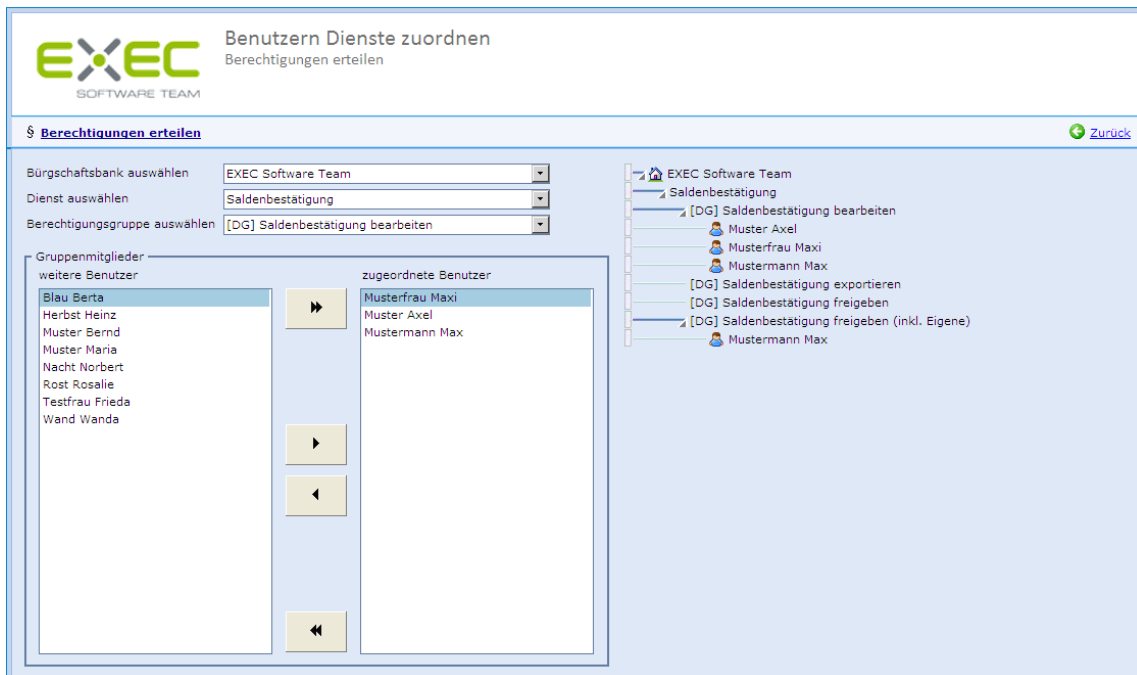 EXEC
SOFTWARE TEAM
Benutzern Dienste zuordnen
Berechtigungen erteilen
§ Berechtigungen erteilen
Zurück
Bürgschaftsbank auswählen
EXEC Software Team
Dienst auswählen
Saldenbestätigung
Berechtigungsgruppe auswählen
[DG] Saldenbestätigung bearbeiten
Gruppenmitglieder
weitere Benutzer
Blau Berta
Herbst Heinz
Muster Bernd
Muster Maria
Nacht Norbert
Rost Rosalie
Testfrau Frieda
Wand Wanda
zugeordnete Benutzer
Musterfrau Maxi
Muster Axel
Mustermann Max
EXEC Software Team
Saldenbestätigung
[DG] Saldenbestätigung bearbeiten
Muster Axel
Musterfrau Maxi
Mustermann Max
[DG] Saldenbestätigung exportieren
[DG] Saldenbestätigung freigeben
[DG] Saldenbestätigung freigeben (inkl. Eigene)
Mustermann Max